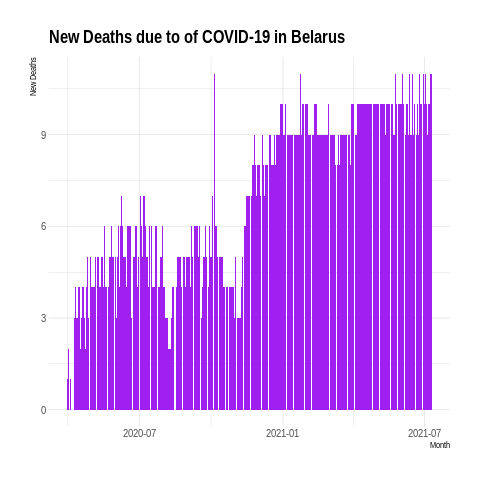 New Deaths due to of COVID-19 in Belarus
New Deaths
9
6
3
0
2020-07
2021-01
2021-07
Month